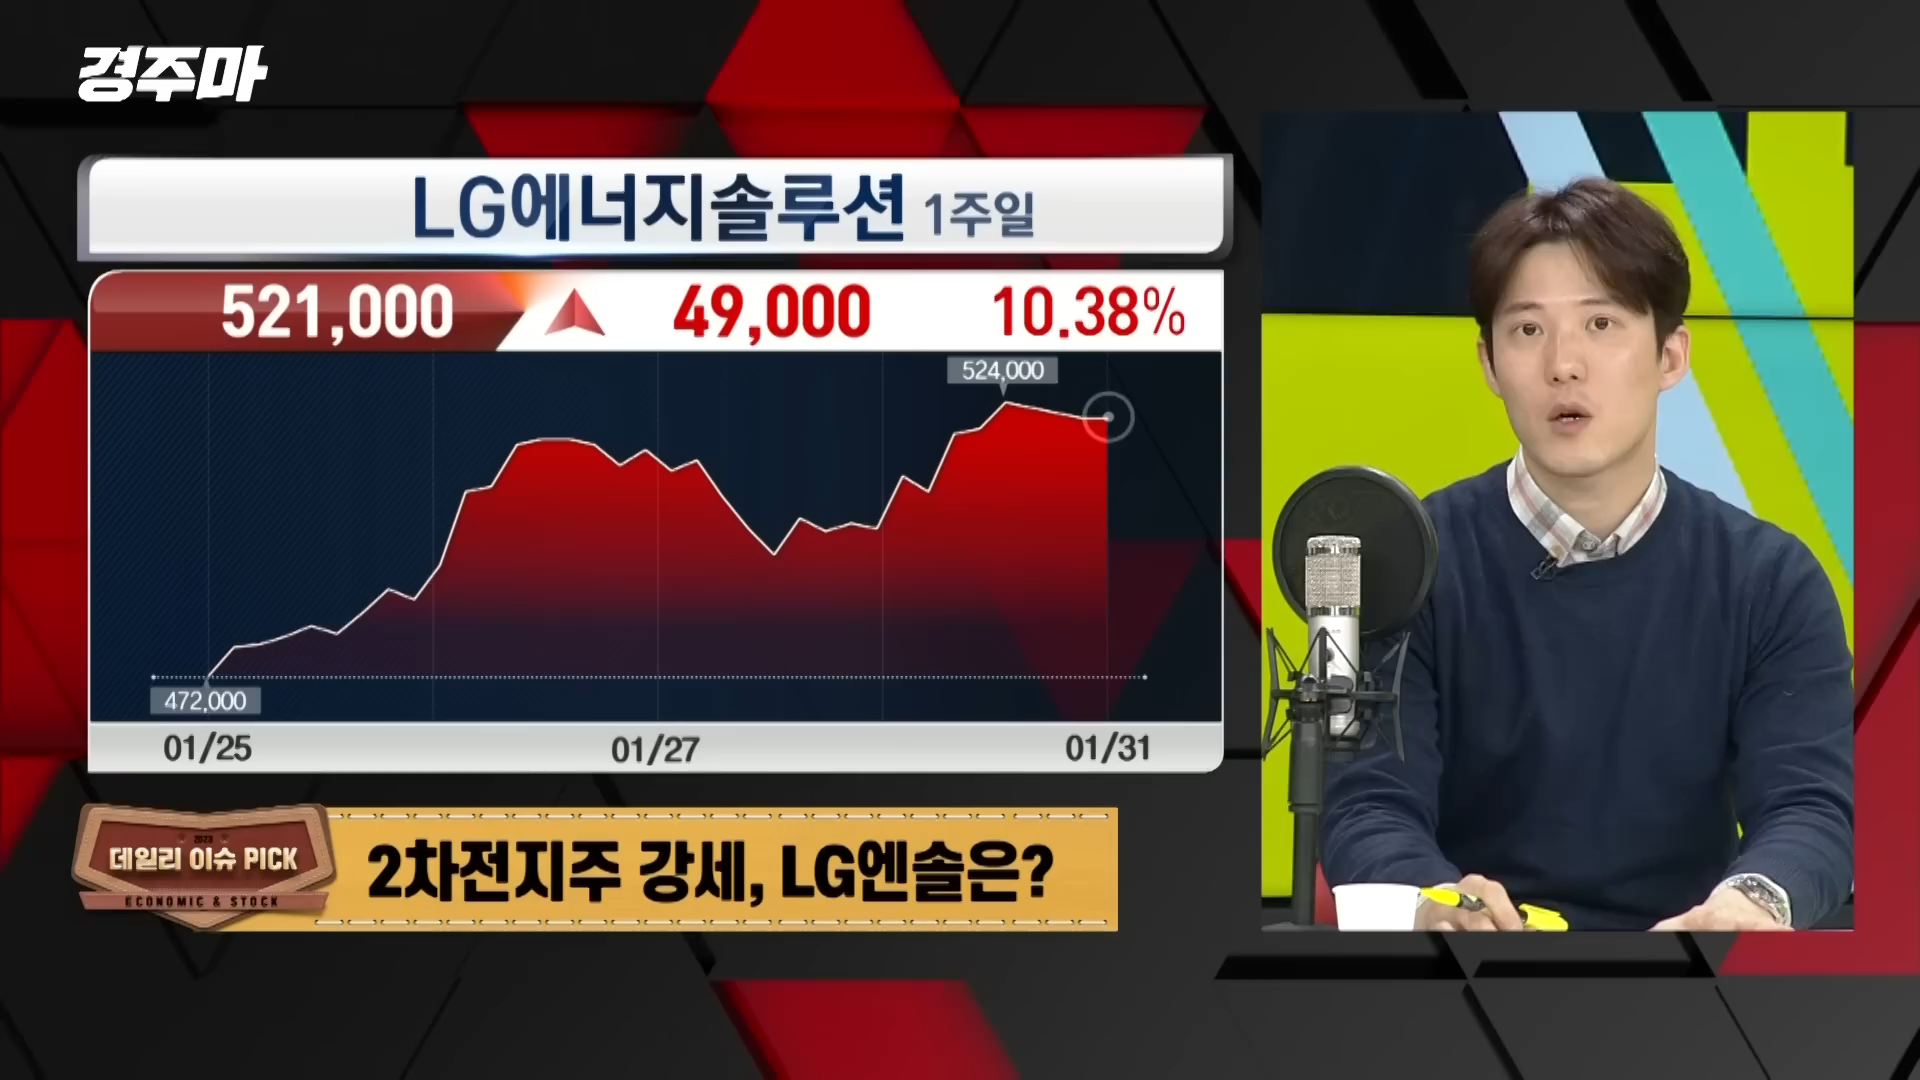 경주마
LG에너지솔루션 1주일
521,000 ▲ 49,000 10.38%
524,000
472,000
01/25 01/27 01/31
2023
데일리 이슈 PICK
ECONOMIC & STOCK
2차전지주 강세, LG엔솔은?